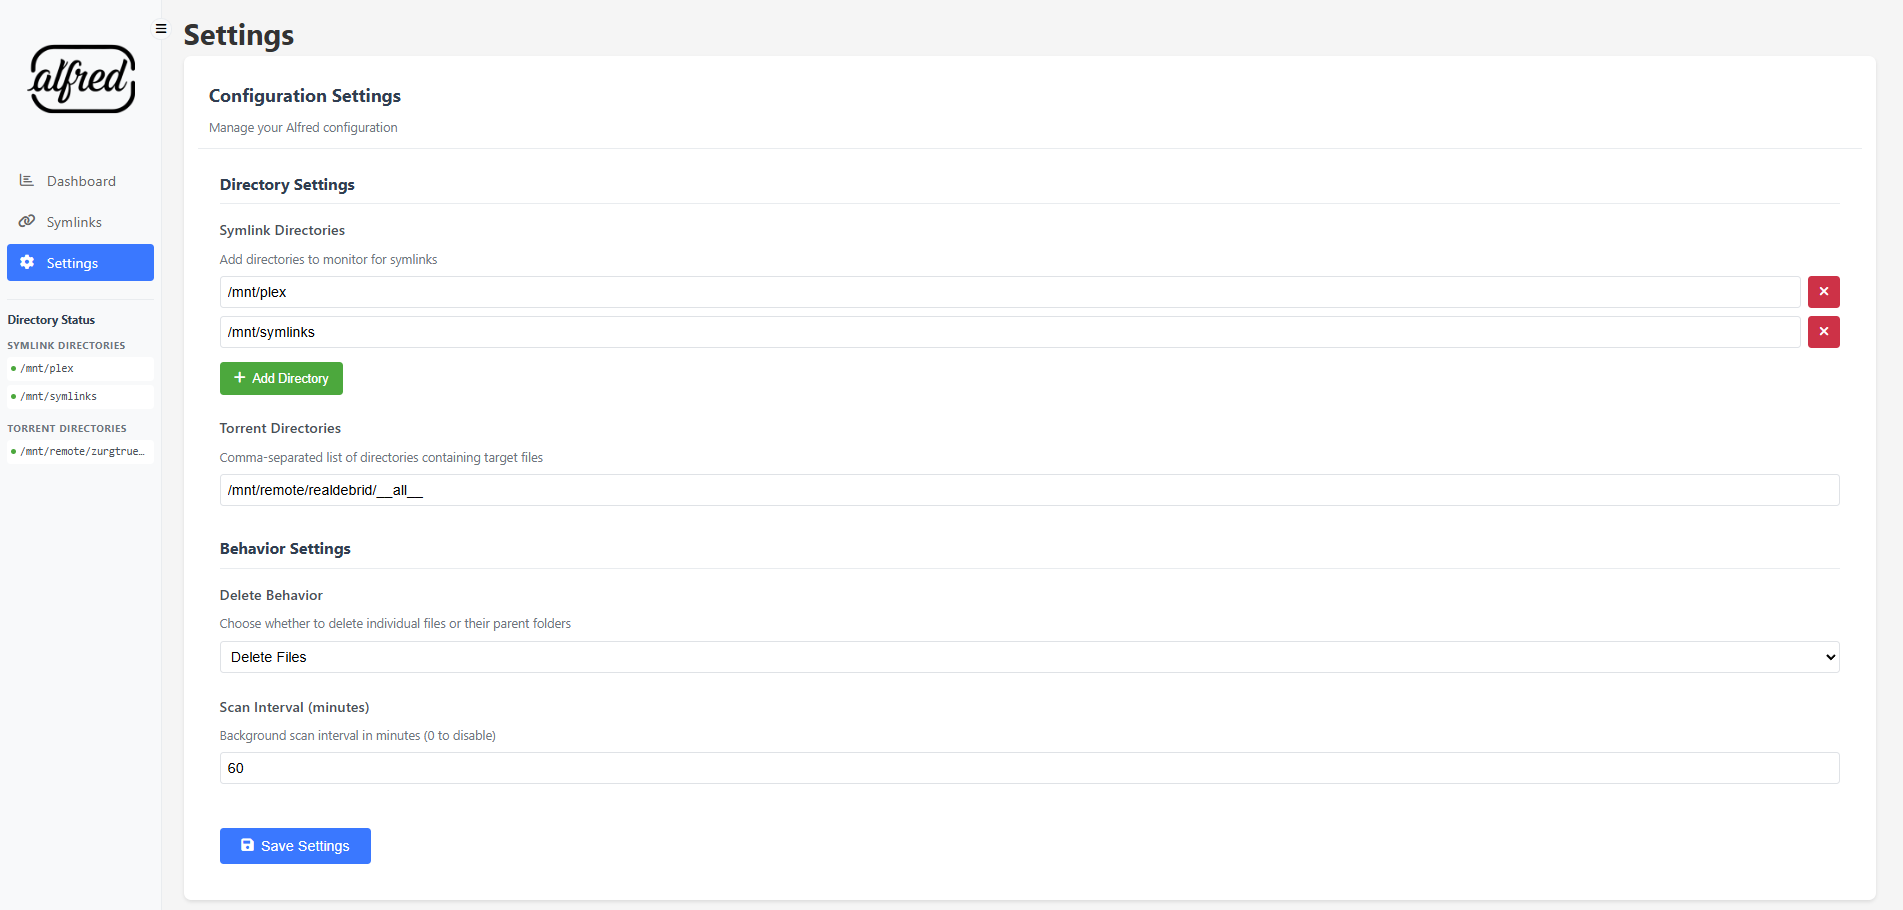 alfred
Dashboard
Symlinks
Settings
Directory Status
SYMLINK DIRECTORIES
/mnt/plex
/mnt/symlinks
TORRENT DIRECTORIES
/mnt/remote/zurgtrue…
Settings
Configuration Settings
Manage your Alfred configuration
Directory Settings
Symlink Directories
Add directories to monitor for symlinks
/mnt/plex
/mnt/symlinks
Add Directory
Torrent Directories
Comma-separated list of directories containing target files
/mnt/remote/realdebrid/__all__
Behavior Settings
Delete Behavior
Choose whether to delete individual files or their parent folders
Delete Files
Scan Interval (minutes)
Background scan interval in minutes (0 to disable)
60
Save Settings